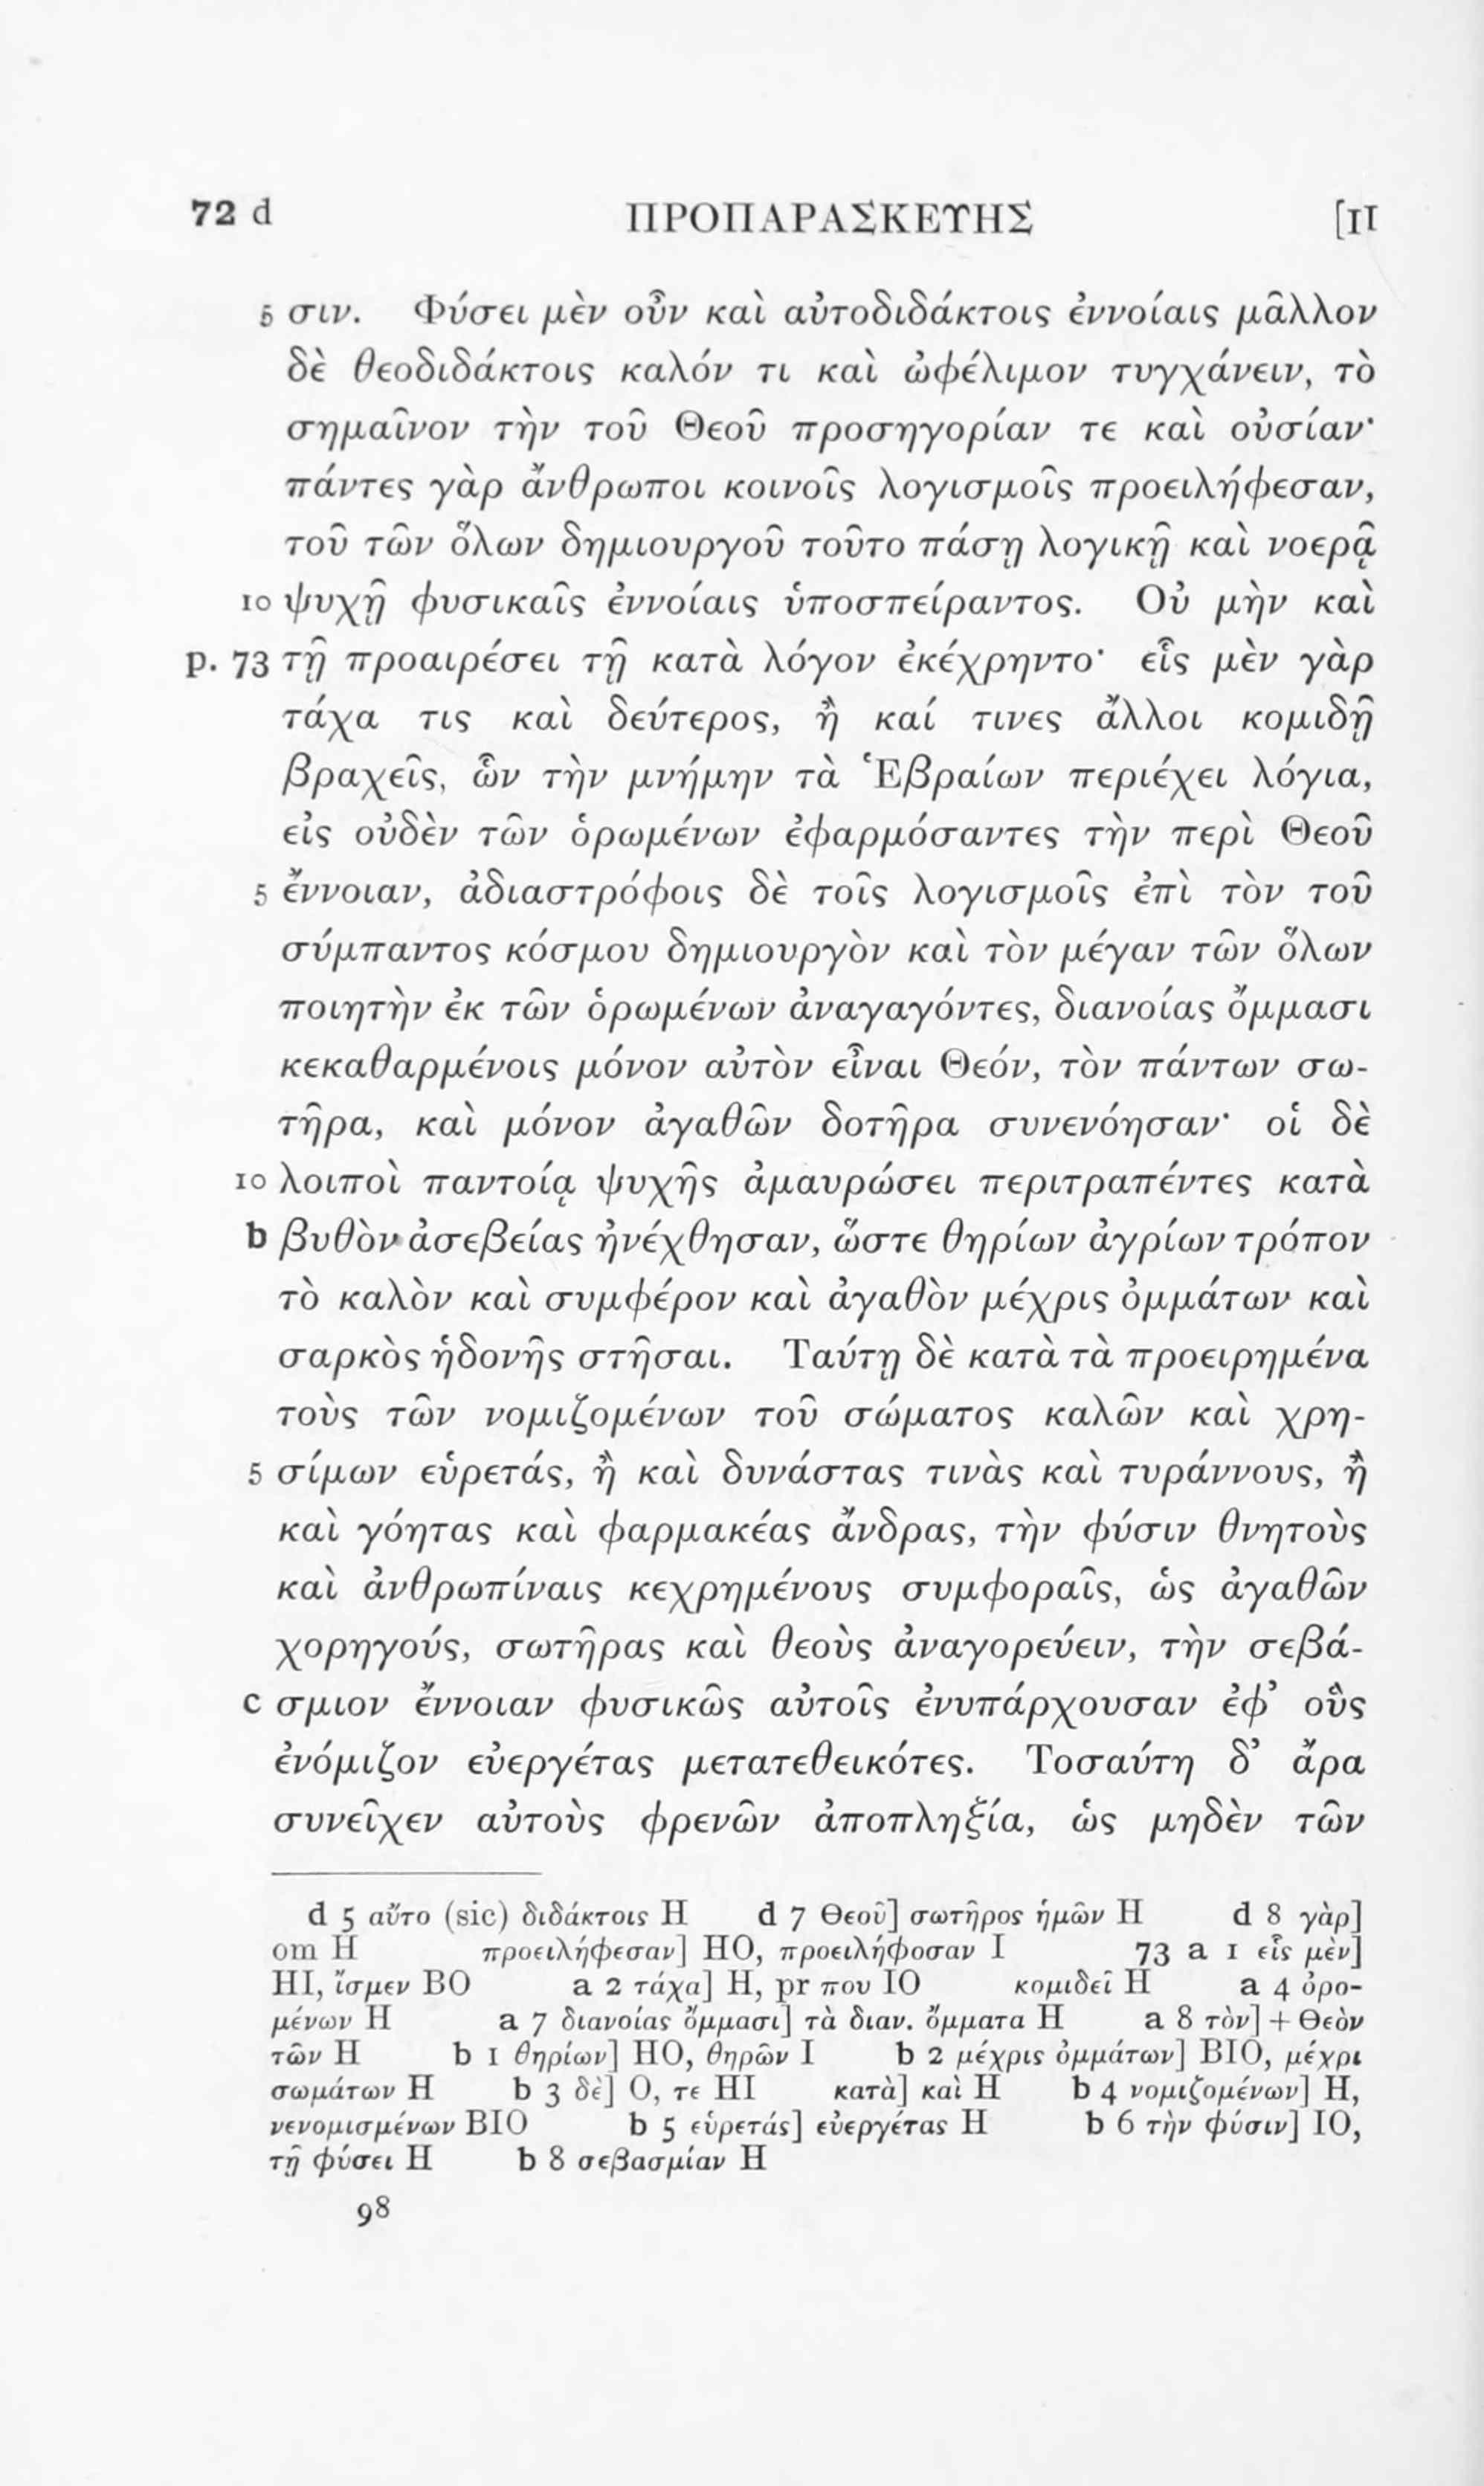 72 d ΠΡΟΠΑΡΑΣΚΕΥΗΣ [II
5 σιν. Φύσει μὲν οὖν καὶ αὐτοδιδάκτοις ἐννοίαις μᾶλλον
δὲ θεοδιδάκτοις καλόν τι καὶ ὠφέλιμον τυγχάνειν, τὸ
σημαῖνον τὴν τοῦ Θεοῦ προσηγορίαν τε καὶ οὐσίαν·
πάντες γὰρ ἄνθρωποι κοινοῖς λογισμοῖς προειλήφεσαν,
τοῦ τῶν ὅλων δημιουργοῦ τοῦτο πάσῃ λογικῇ καὶ νοερᾷ
10 ψυχῇ φυσικαῖς ἐννοίαις ὑποσπείραντος. Οὐ μὴν καὶ
p. 73 τῇ προαιρέσει τῇ κατὰ λόγον ἐκέχρηντο· εἷς μὲν γὰρ
τάχα τις καὶ δεύτερος, ἢ καί τινες ἄλλοι κομιδῇ
βραχεῖς, ὧν τὴν μνήμην τὰ Ἑβραίων περιέχει λόγια,
εἰς οὐδὲν τῶν ὁρωμένων ἐφαρμόσαντες τὴν περὶ Θεοῦ
5 ἔννοιαν, ἀδιαστρόφοις δὲ τοῖς λογισμοῖς ἐπὶ τὸν τοῦ
σύμπαντος κόσμου δημιουργὸν καὶ τὸν μέγαν τῶν ὅλων
ποιητὴν ἐκ τῶν ὁρωμένων ἀναγαγόντες, διανοίας ὄμμασι
κεκαθαρμένοις μόνον αὐτὸν εἶναι Θεόν, τὸν πάντων σω-
τῆρα, καὶ μόνον ἀγαθῶν δοτῆρα συνενόησαν· οἱ δὲ
10 λοιποὶ παντοίᾳ ψυχῆς ἀμαυρώσει περιτραπέντες κατὰ
b βυθὸν ἀσεβείας ἠνέχθησαν, ὥστε θηρίων ἀγρίων τρόπον
τὸ καλὸν καὶ συμφέρον καὶ ἀγαθὸν μέχρις ὀμμάτων καὶ
σαρκὸς ἡδονῆς στῆσαι. Ταύτῃ δὲ κατὰ τὰ προειρημένα
τοὺς τῶν νομιζομένων τοῦ σώματος καλῶν καὶ χρη-
5 σίμων εὑρετάς, ἢ καὶ δυνάστας τινὰς καὶ τυράννους, ἢ
καὶ γόητας καὶ φαρμακέας ἄνδρας, τὴν φύσιν θνητοὺς
καὶ ἀνθρωπίναις κεχρημένους συμφοραῖς, ὡς ἀγαθῶν
χορηγούς, σωτῆρας καὶ θεοὺς ἀναγορεύειν, τὴν σεβά-
c σμιον ἔννοιαν φυσικῶς αὐτοῖς ἐνυπάρχουσαν ἐφ’ οὓς
ἐνόμιζον εὐεργέτας μετατεθεικότες. Τοσαύτη δ’ ἄρα
συνεῖχεν αὐτοὺς φρενῶν ἀποπληξία, ὡς μηδὲν τῶν
d 5 αὔτο (sic) διδάκτοις H d 7 Θεοῦ] σωτῆρος ἡμῶν H d 8 γὰρ]
om H προειλήφεσαν] HO, προειλήφοσαν I 73 a 1 εἷς μὲν]
HI, ἴσμεν BO a 2 τάχα] H, pr που IO κομιδεῖ H a 4 ὁρο-
μένων H a 7 διανοίας ὄμμασι] τὰ διαν. ὄμματα H a 8 τὸν] + Θεὸν
τῶν H b 1 θηρίων] HO, θηρῶν I b 2 μέχρις ὀμμάτων] BIO, μέχρι
σωμάτων H b 3 δὲ] O, τε HI κατὰ] καὶ H b 4 νομιζομένων] H,
νενομισμένων BIO b 5 εὑρετάς] εὐεργέτας H b 6 τὴν φύσιν] IO,
τῇ φύσει H b 8 σεβασμίαν H
98